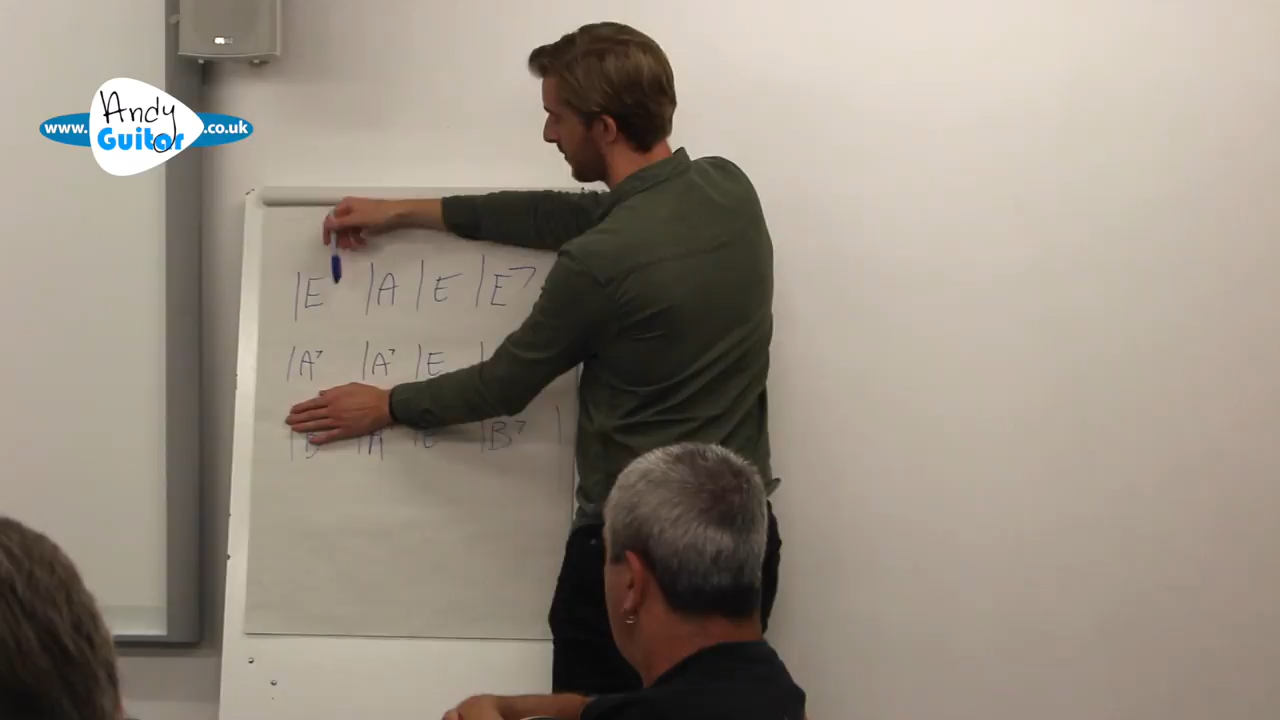 www. Andy .co.uk
Guitar
|E |A |E |E7
|A7 |A7 |E |
|B |A |E |B7 |